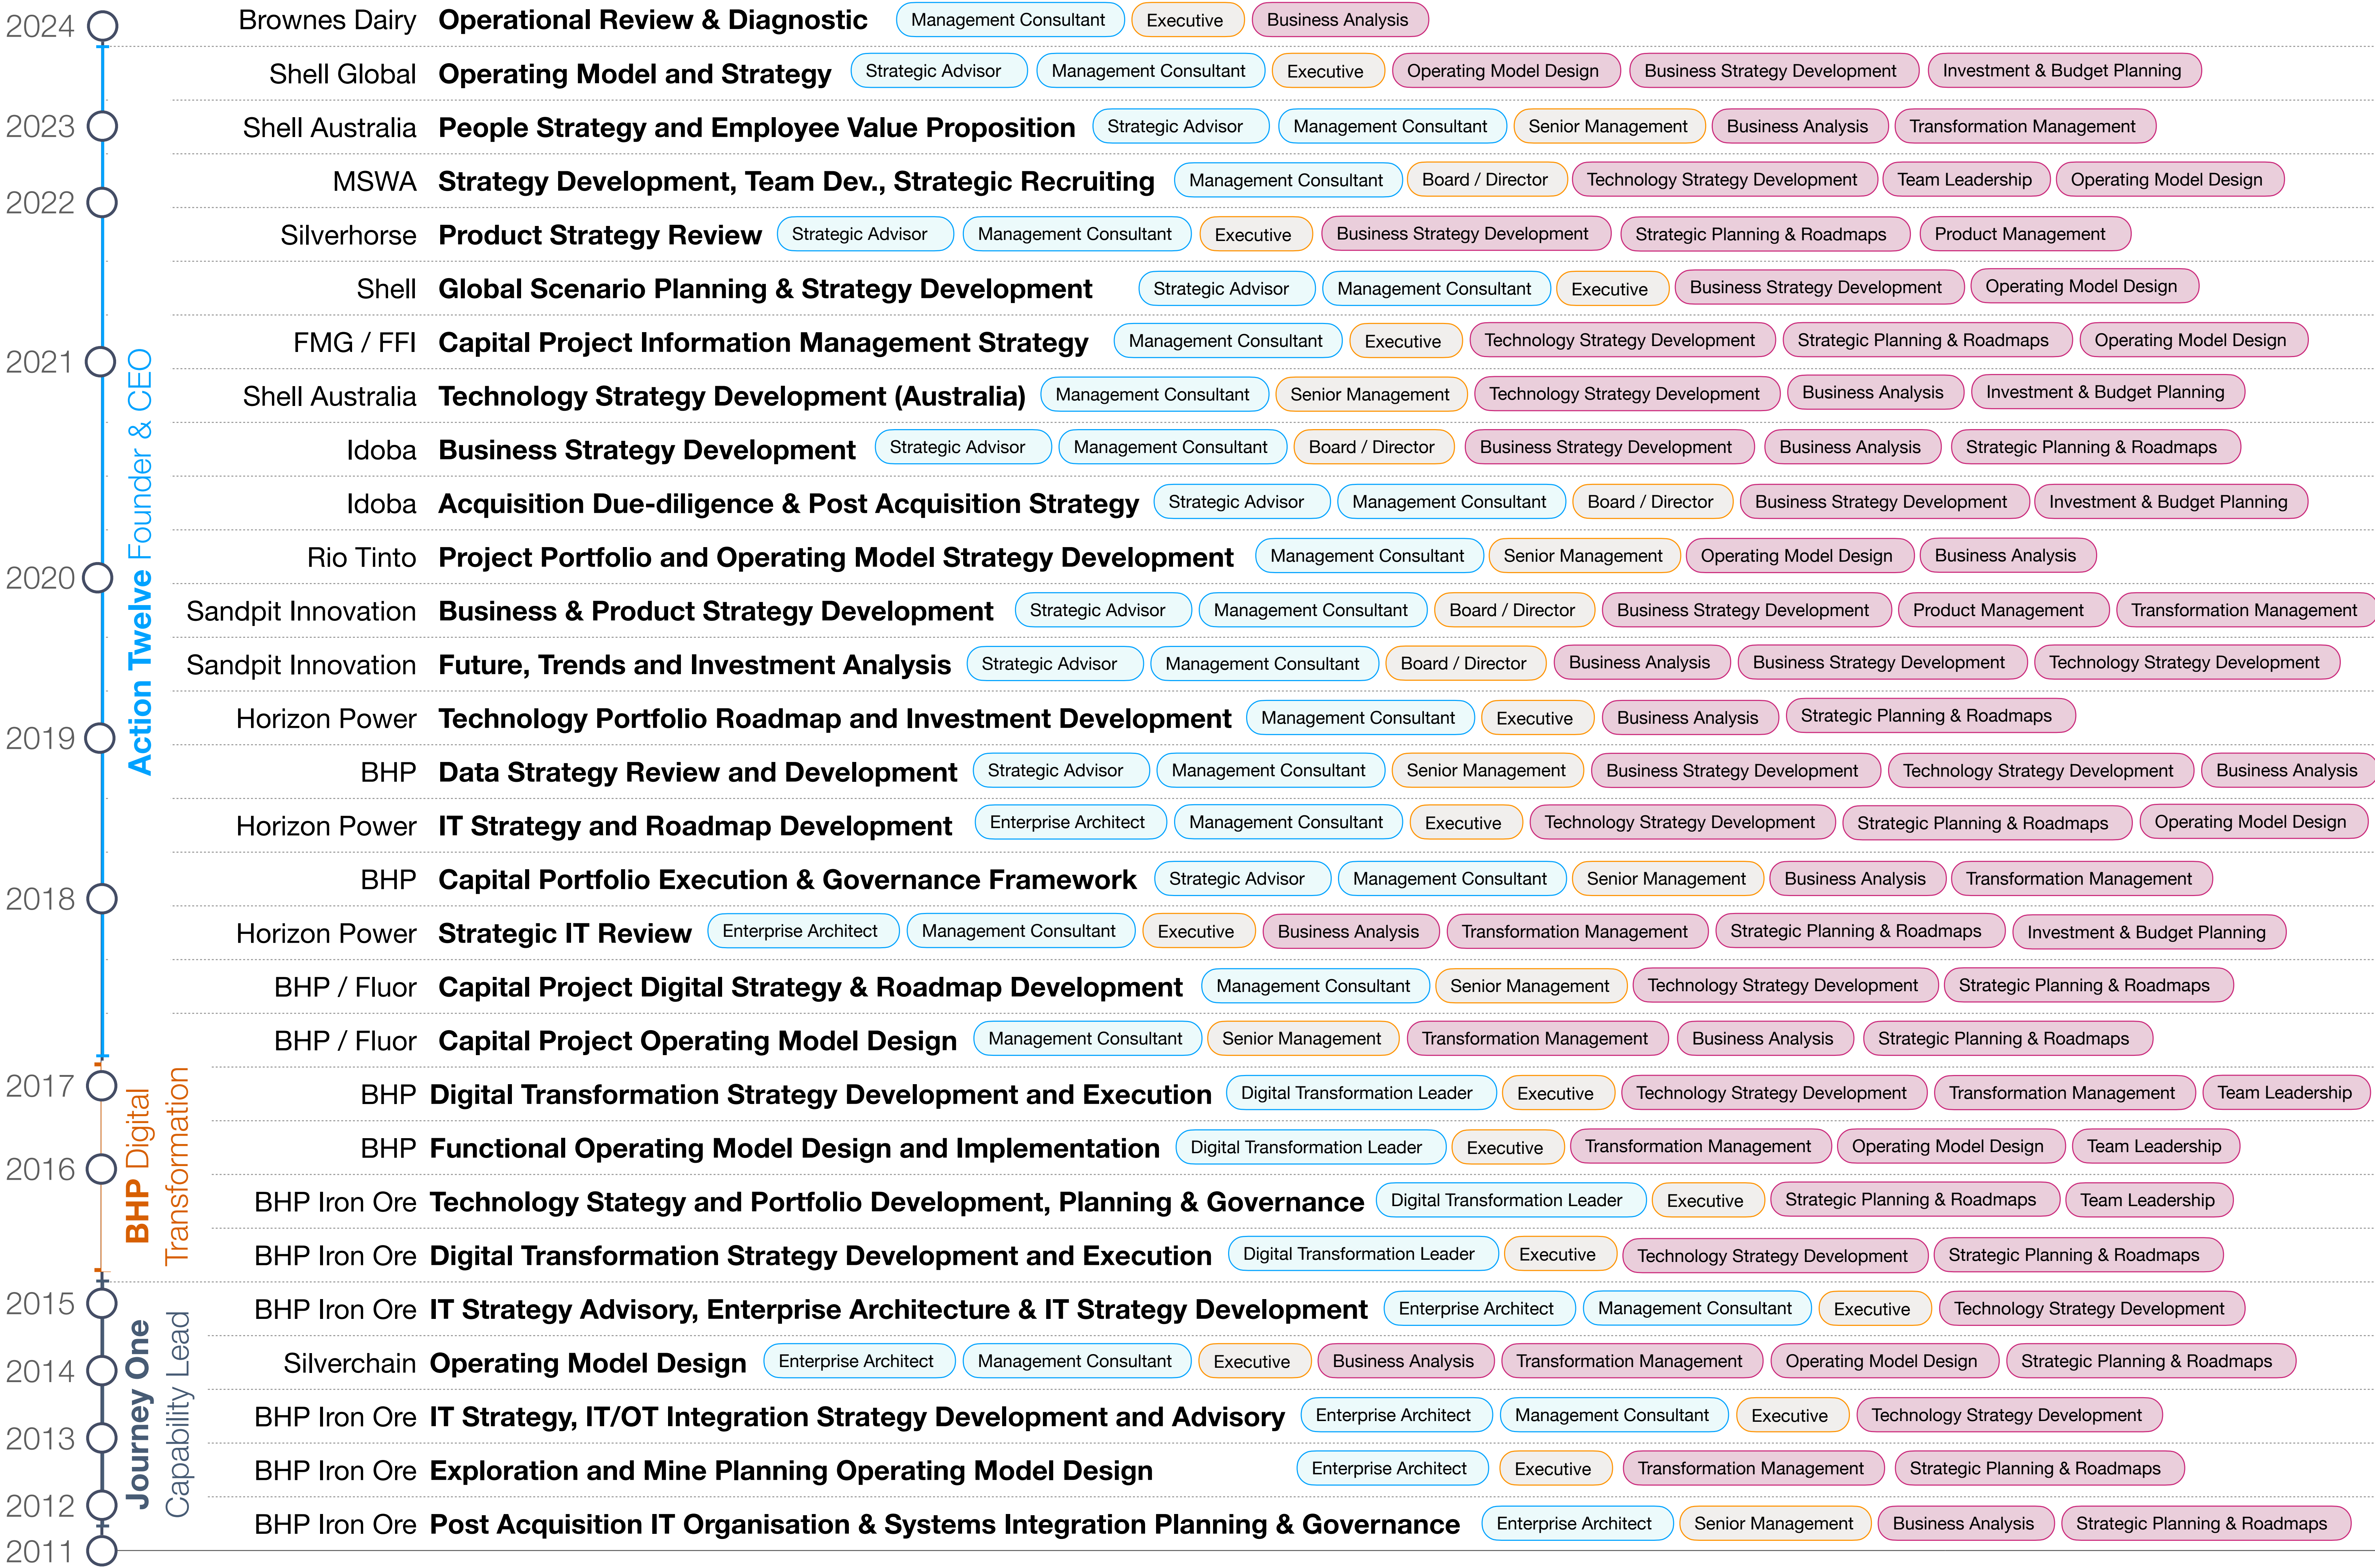 2024 Brownes Dairy Operational Review & Diagnostic Management Consultant Executive Business Analysis
Shell Global Operating Model and Strategy Strategic Advisor Management Consultant Executive Operating Model Design Business Strategy Development Investment & Budget Planning
2023 Shell Australia People Strategy and Employee Value Proposition Strategic Advisor Management Consultant Senior Management Business Analysis Transformation Management
MSWA Strategy Development, Team Dev., Strategic Recruiting Management Consultant Board / Director Technology Strategy Development Team Leadership Operating Model Design
2022
Silverhorse Product Strategy Review Strategic Advisor Management Consultant Executive Business Strategy Development Strategic Planning & Roadmaps Product Management
Shell Global Scenario Planning & Strategy Development Strategic Advisor Management Consultant Executive Business Strategy Development Operating Model Design
FMG / FFI Capital Project Information Management Strategy Management Consultant Executive Technology Strategy Development Strategic Planning & Roadmaps Operating Model Design
2021
Shell Australia Technology Strategy Development (Australia) Management Consultant Senior Management Technology Strategy Development Business Analysis Investment & Budget Planning
Idoba Business Strategy Development Strategic Advisor Management Consultant Board / Director Business Strategy Development Business Analysis Strategic Planning & Roadmaps
Idoba Acquisition Due-diligence & Post Acquisition Strategy Strategic Advisor Management Consultant Board / Director Business Strategy Development Investment & Budget Planning
Action Twelve Founder & CEO
Rio Tinto Project Portfolio and Operating Model Strategy Development Management Consultant Senior Management Operating Model Design Business Analysis
2020
Sandpit Innovation Business & Product Strategy Development Strategic Advisor Management Consultant Board / Director Business Strategy Development Product Management Transformation Management
Sandpit Innovation Future, Trends and Investment Analysis Strategic Advisor Management Consultant Board / Director Business Analysis Business Strategy Development Technology Strategy Development
Horizon Power Technology Portfolio Roadmap and Investment Development Management Consultant Executive Business Analysis Strategic Planning & Roadmaps
2019
BHP Data Strategy Review and Development Strategic Advisor Management Consultant Senior Management Business Strategy Development Technology Strategy Development Business Analysis
Horizon Power IT Strategy and Roadmap Development Enterprise Architect Management Consultant Executive Technology Strategy Development Strategic Planning & Roadmaps Operating Model Design
BHP Capital Portfolio Execution & Governance Framework Strategic Advisor Management Consultant Senior Management Business Analysis Transformation Management
2018
Horizon Power Strategic IT Review Enterprise Architect Management Consultant Executive Business Analysis Transformation Management Strategic Planning & Roadmaps Investment & Budget Planning
BHP / Fluor Capital Project Digital Strategy & Roadmap Development Management Consultant Senior Management Technology Strategy Development Strategic Planning & Roadmaps
BHP / Fluor Capital Project Operating Model Design Management Consultant Senior Management Transformation Management Business Analysis Strategic Planning & Roadmaps
2017 BHP Digital Transformation Strategy Development and Execution Digital Transformation Leader Executive Technology Strategy Development Transformation Management Team Leadership
BHP Digital
Transformation
BHP Functional Operating Model Design and Implementation Digital Transformation Leader Executive Transformation Management Operating Model Design Team Leadership
2016
BHP Iron Ore Technology Stategy and Portfolio Development, Planning & Governance Digital Transformation Leader Executive Strategic Planning & Roadmaps Team Leadership
BHP Iron Ore Digital Transformation Strategy Development and Execution Digital Transformation Leader Executive Technology Strategy Development Strategic Planning & Roadmaps
2015 BHP Iron Ore IT Strategy Advisory, Enterprise Architecture & IT Strategy Development Enterprise Architect Management Consultant Executive Technology Strategy Development
2014 Silverchain Operating Model Design Enterprise Architect Management Consultant Executive Business Analysis Transformation Management Operating Model Design Strategic Planning & Roadmaps
Journey One
Capability Lead
BHP Iron Ore IT Strategy, IT/OT Integration Strategy Development and Advisory Enterprise Architect Management Consultant Executive Technology Strategy Development
2013
BHP Iron Ore Exploration and Mine Planning Operating Model Design Enterprise Architect Executive Transformation Management Strategic Planning & Roadmaps
2012
BHP Iron Ore Post Acquisition IT Organisation & Systems Integration Planning & Governance Enterprise Architect Senior Management Business Analysis Strategic Planning & Roadmaps
2011